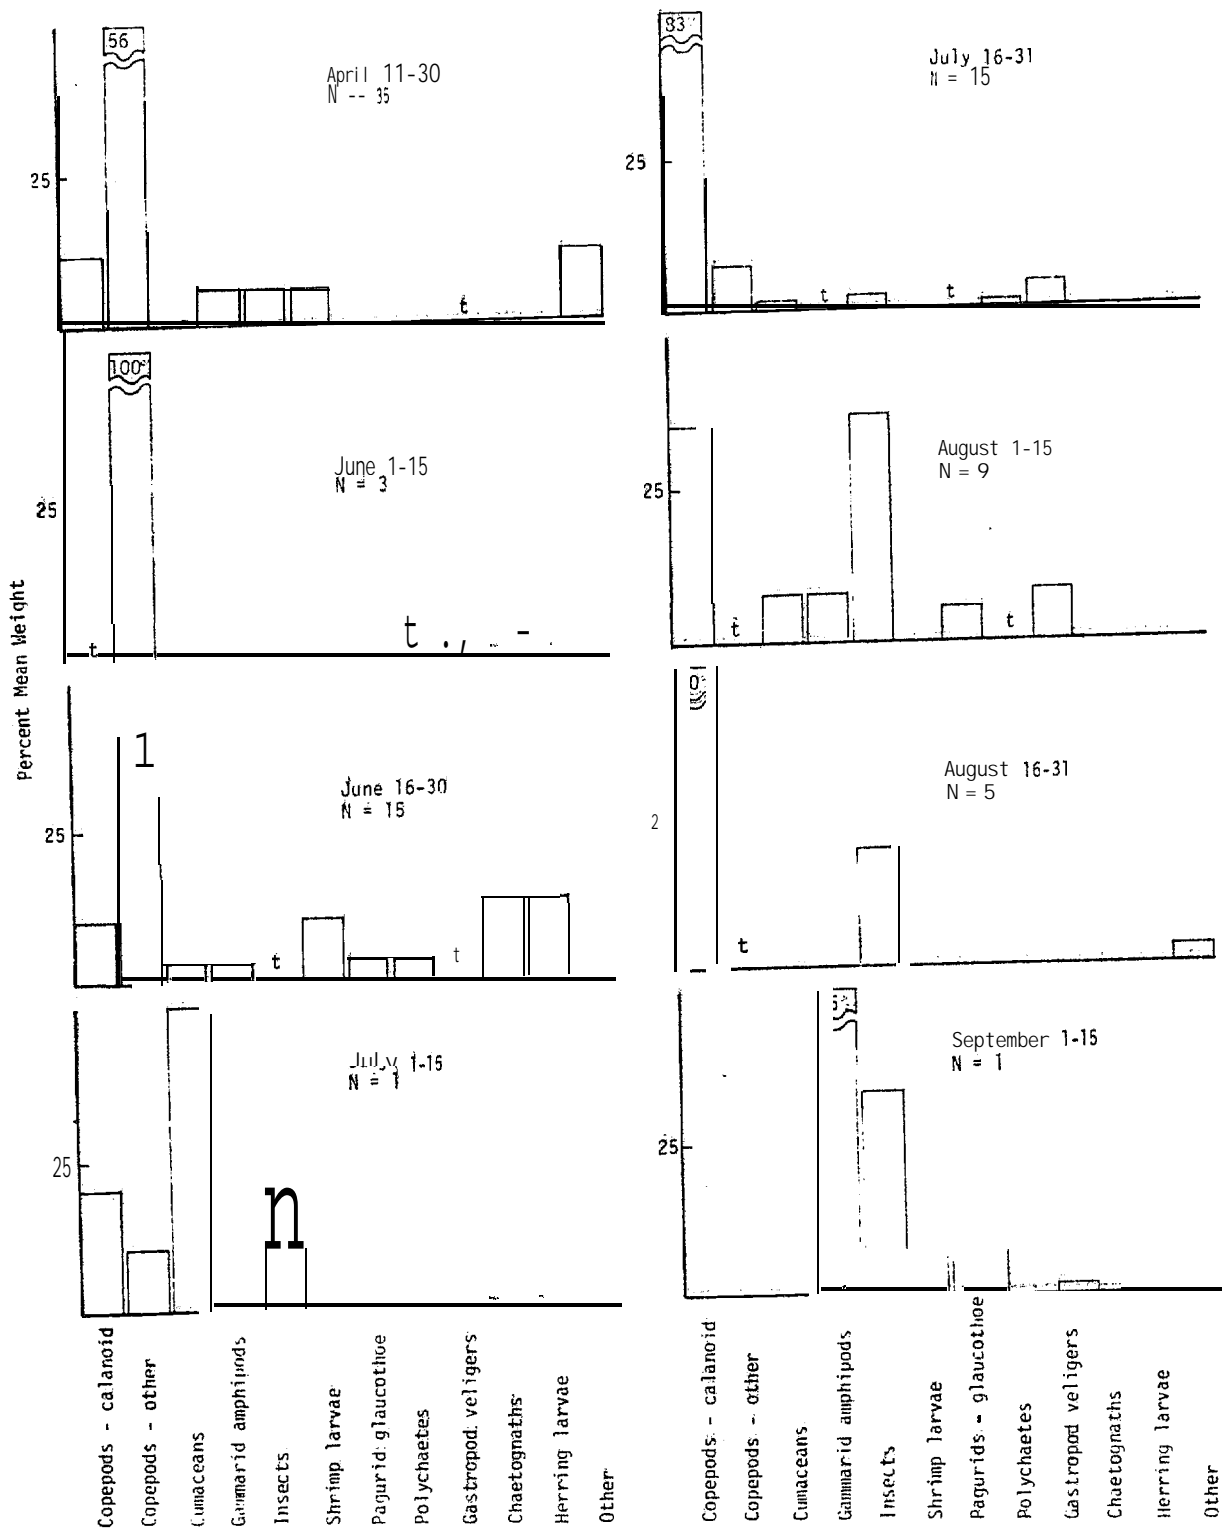 Percent Mean Weight
56
April 11-30
N -- 35
25
t
100
June 1-15
N = 3
25
t
t
1
June 16-30
N = 15
25
t
t
July 1-15
N = 1
25
n
Copepods - calanoid
Copepods - other
Cumaceans
Gammarid amphipods
Insects
Shrimp larvae
Pagurid glaucothoe
Polychaetes
Gastropod veligers
Chaetognaths
Herring larvae
Other
83
July 16-31
N = 15
25
t
t
August 1-15
N = 9
25
t
t
0
August 16-31
N = 5
2
t
September 1-15
N = 1
25
Copepods - calanoid
Copepods - other
Cumaceans
Gammarid amphipods
Insects
Shrimp larvae
Pagurids - glaucothoe
Polychaetes
Gastropod veligers
Chaetognaths
Herring larvae
Other